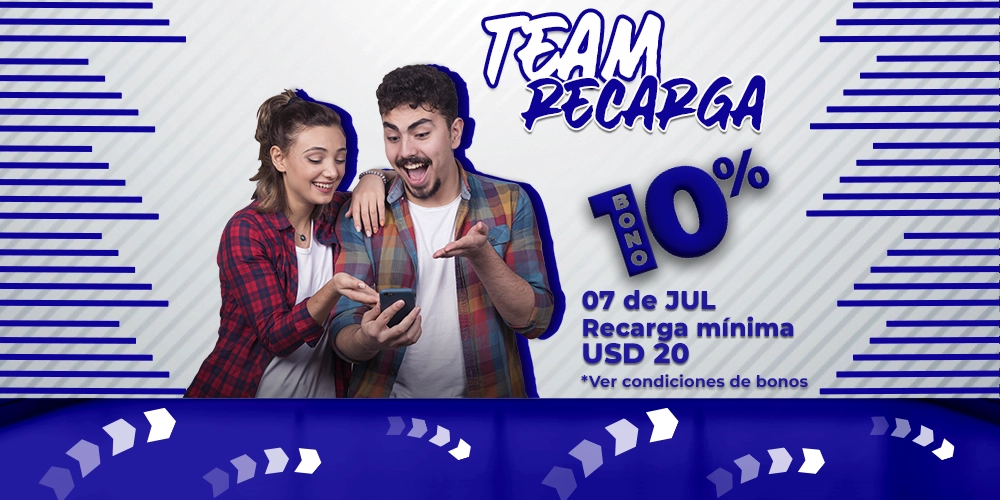 TEAM
RECARGA
10%
BONO
07 de JUL
Recarga mínima
USD 20
*Ver condiciones de bonos